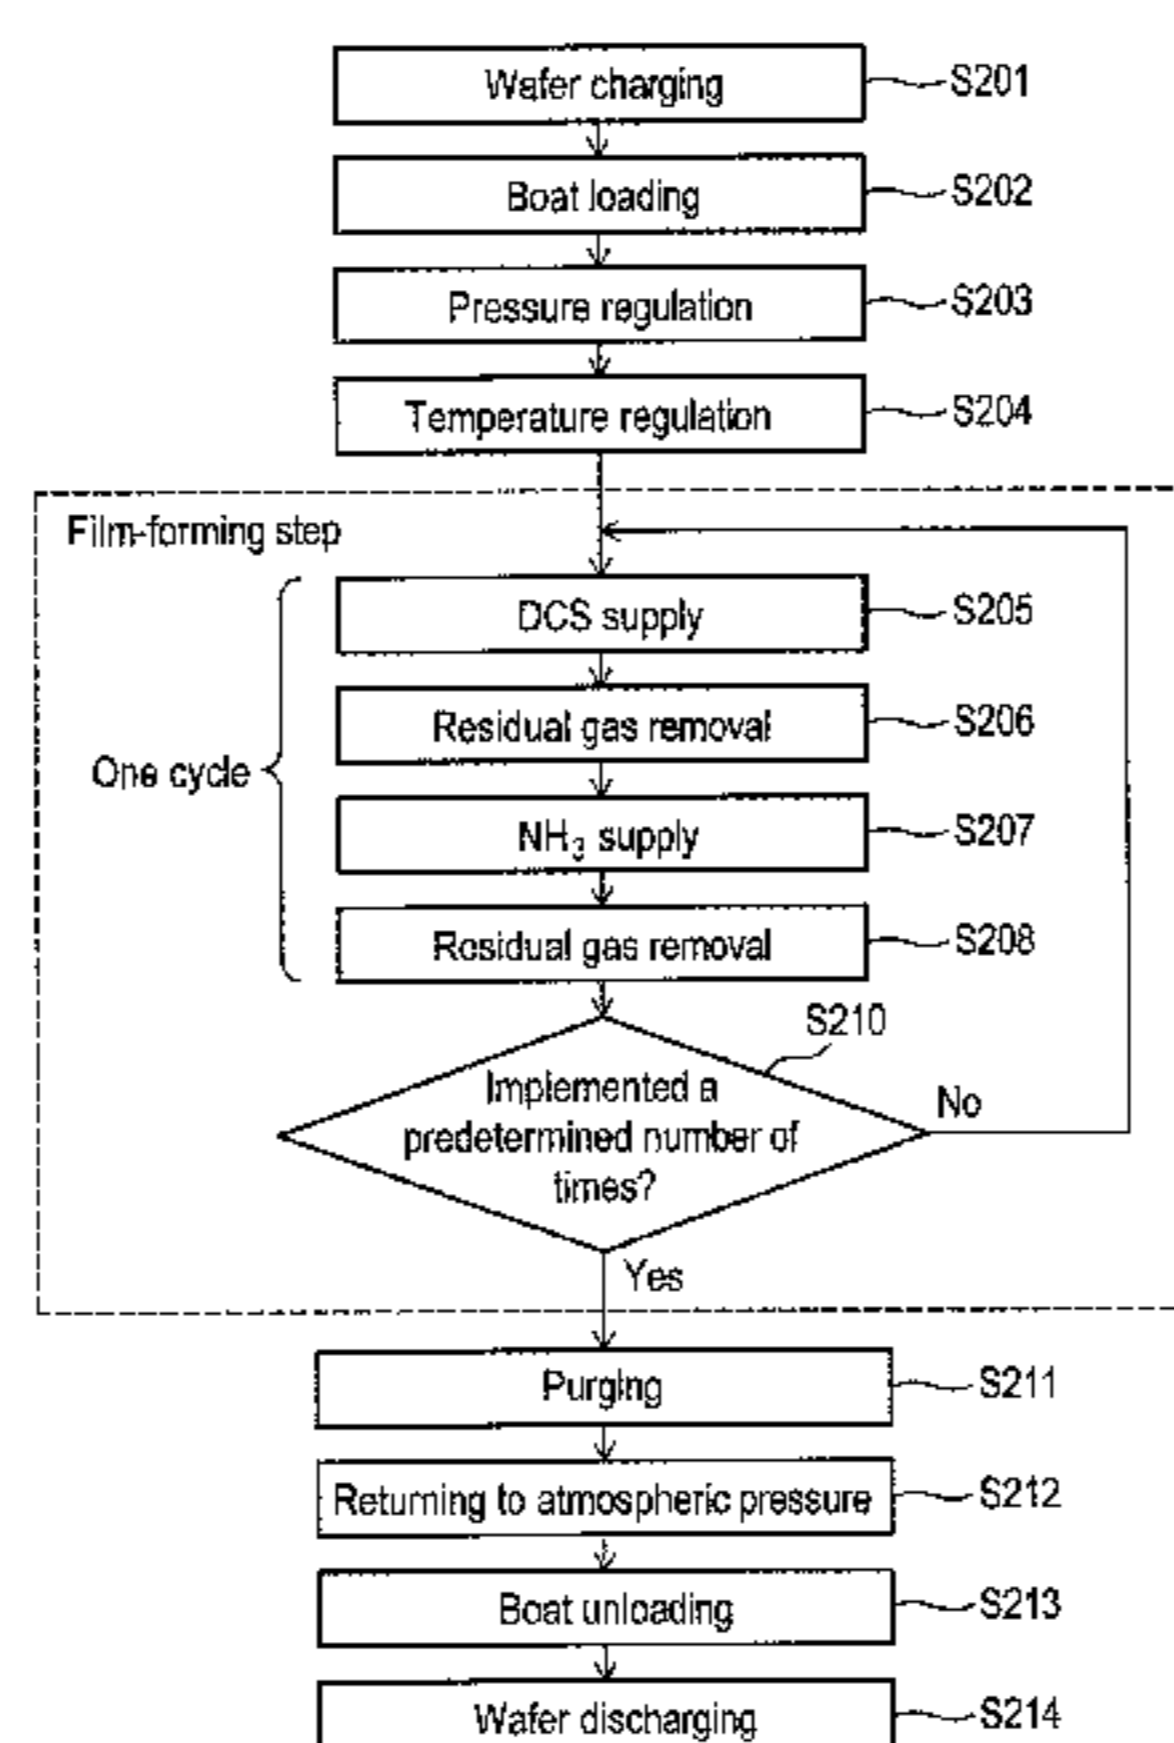 Wafer charging S201
Boat loading S202
Pressure regulation S203
Temperature regulation S204
Film-forming step
DCS supply S205
Residual gas removal S206
One cycle
NH₃ supply S207
Residual gas removal S208
S210
Implemented a
predetermined number of
times?
No
Yes
Purging S211
Returning to atmospheric pressure S212
Boat unloading S213
Wafer discharging S214